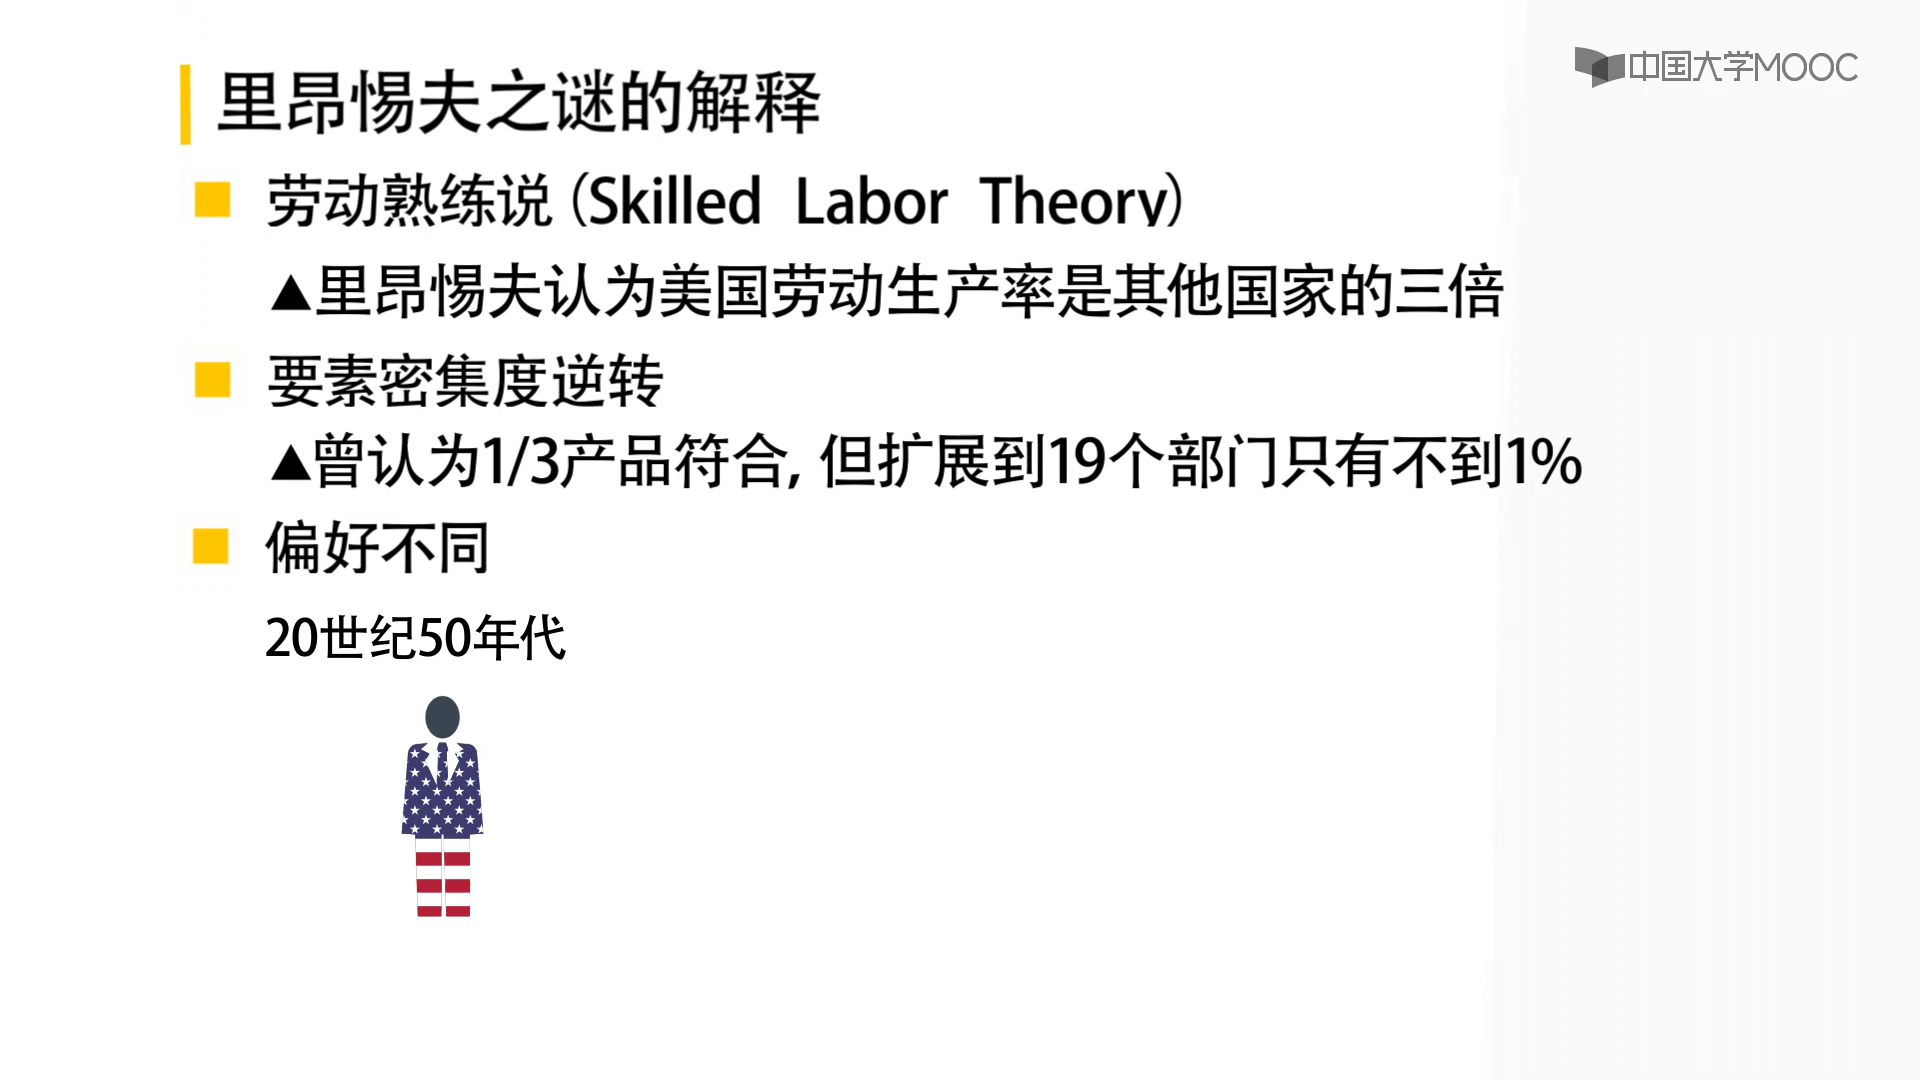 中国大学MOOC
里昂惕夫之谜的解释
劳动熟练说(Skilled Labor Theory)
▲里昂惕夫认为美国劳动生产率是其他国家的三倍
要素密集度逆转
▲曾认为1/3产品符合, 但扩展到19个部门只有不到1%
偏好不同
20世纪50年代